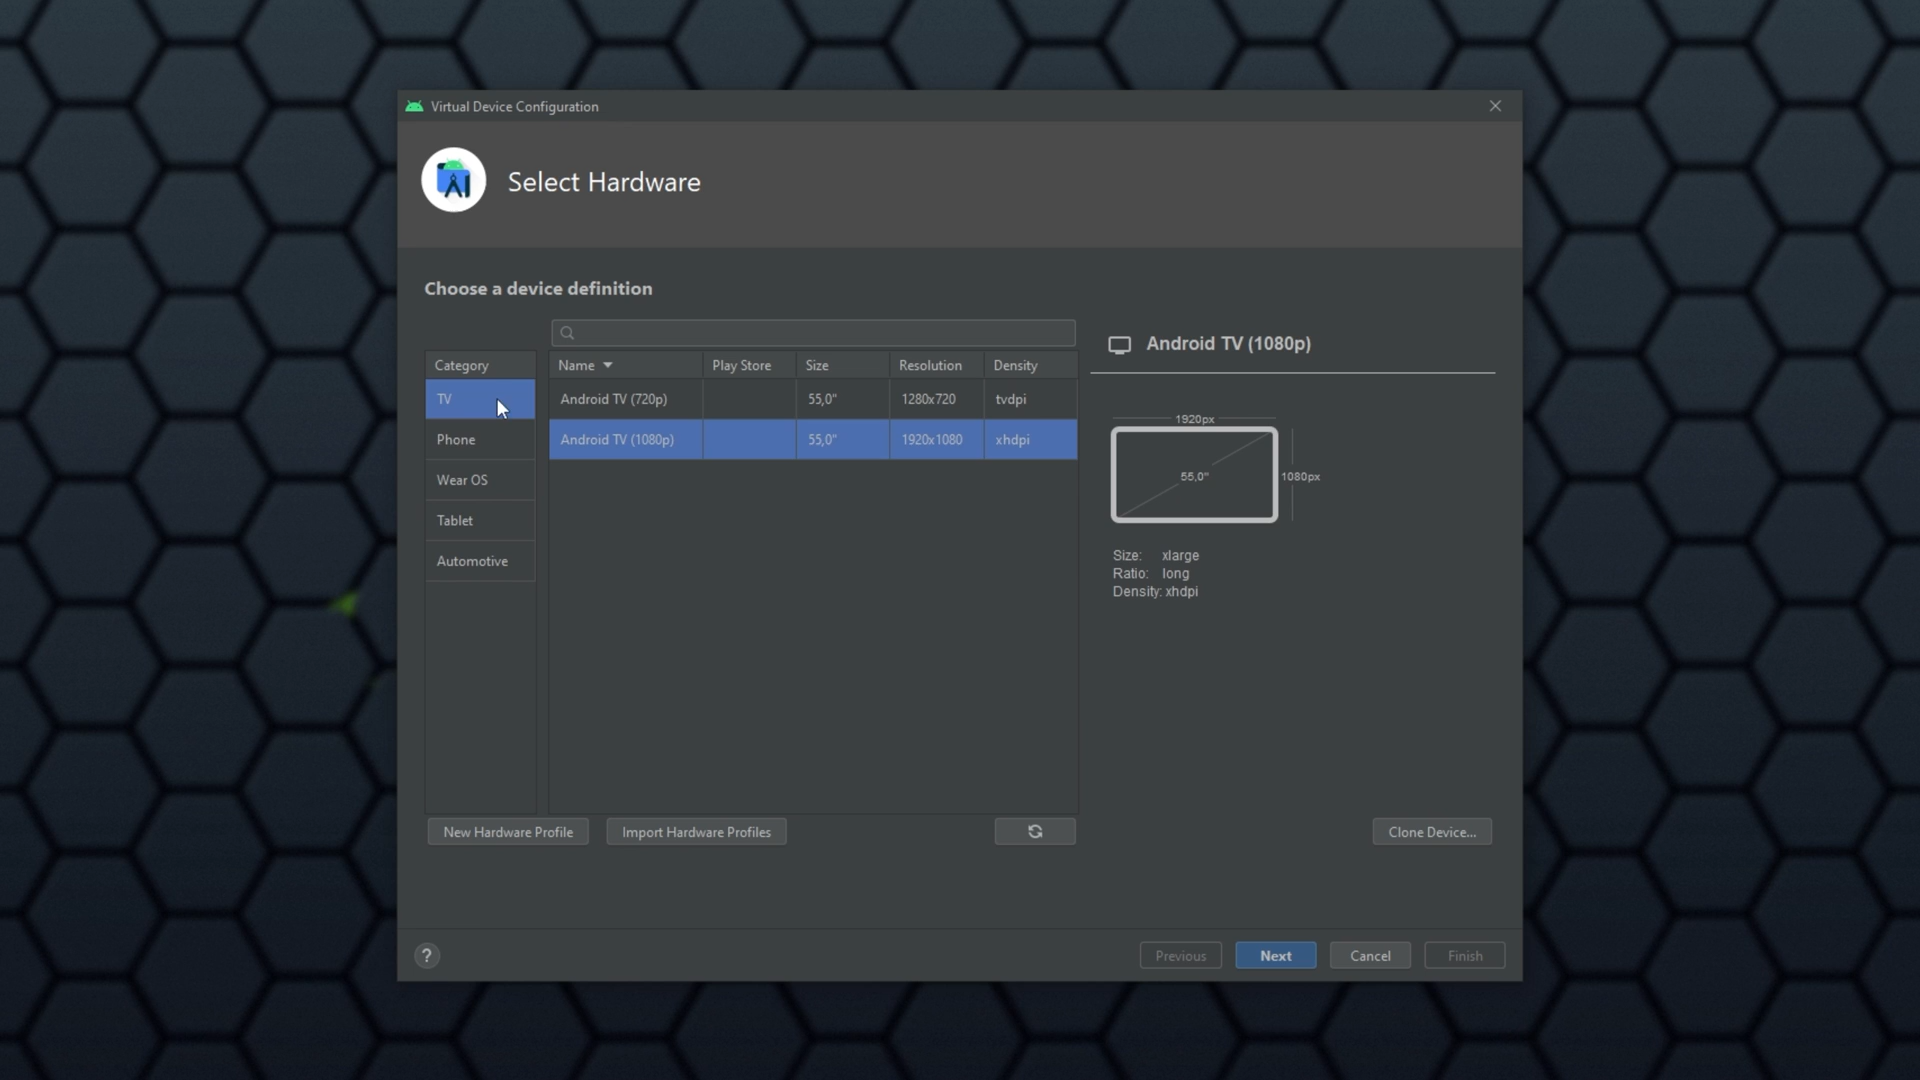 Virtual Device Configuration
Select Hardware
Choose a device definition
Category
TV
Phone
Wear OS
Tablet
Automotive
Name Play Store Size Resolution Density
Android TV (720p) 55,0" 1280x720 tvdpi
Android TV (1080p) 55,0" 1920x1080 xhdpi
Android TV (1080p)
1920px
55,0"
1080px
Size: xlarge
Ratio: long
Density: xhdpi
New Hardware Profile
Import Hardware Profiles
Clone Device...
?
Previous
Next
Cancel
Finish